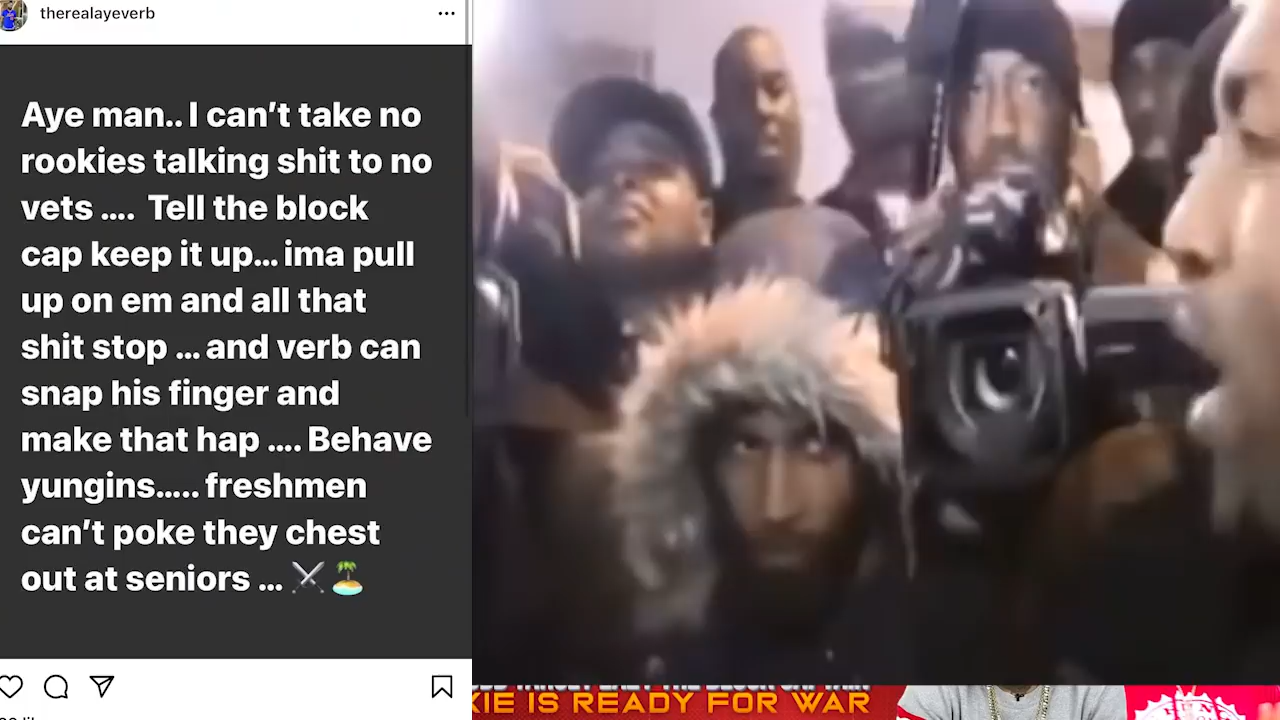 therealayeverb
Aye man.. I can't take no
rookies talking shit to no
vets .... Tell the block
cap keep it up... ima pull
up on em and all that
shit stop ... and verb can
snap his finger and
make that hap .... Behave
yungins..... freshmen
can't poke they chest
out at seniors ... ⚔️🏝️
KIE IS READY FOR WAR